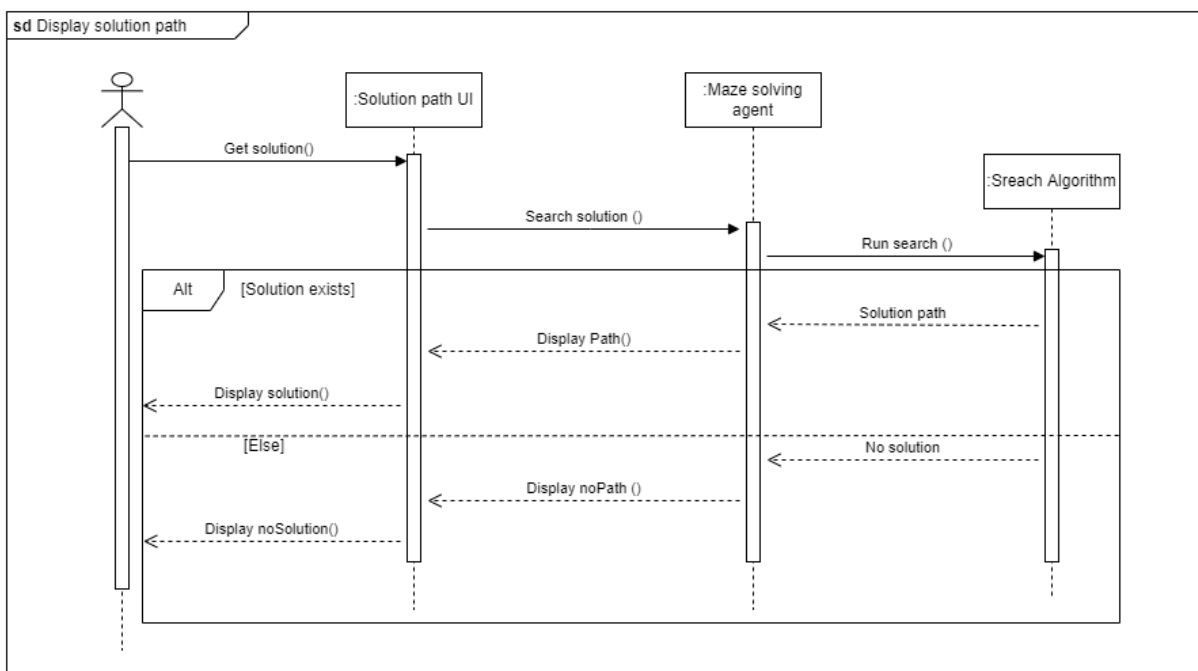 sd Display solution path
:Solution path UI
:Maze solving
agent
Get solution()
:Sreach Algorithm
Search solution ()
Run search ()
Alt
[Solution exists]
Solution path
Display Path()
Display solution()
[Else]
No solution
Display noPath ()
Display noSolution()